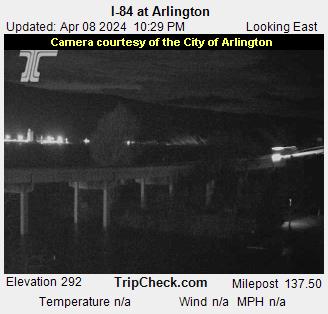 I-84 at Arlington
Updated: Apr 08 2024 10:29 PM Looking East
Camera courtesy of the City of Arlington
Elevation 292 TripCheck.com Milepost 137.50
Temperature n/a Wind n/a MPH n/a